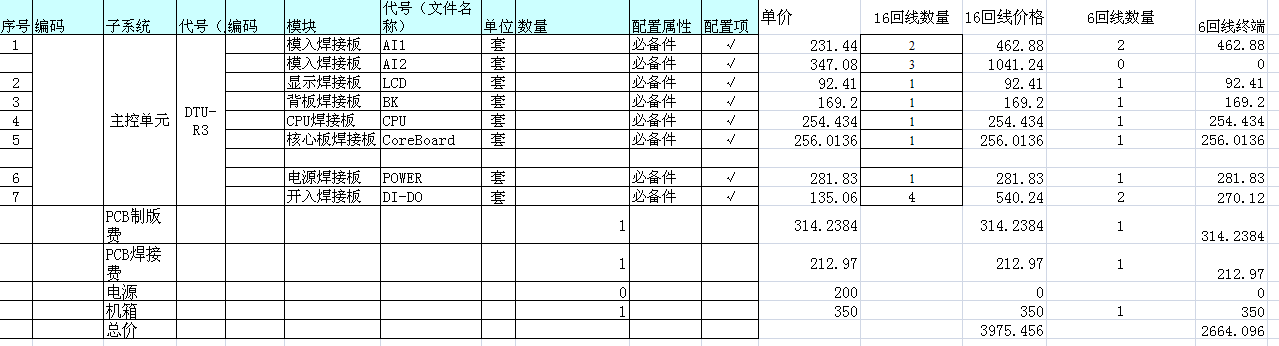 序号 编码 子系统 代号（ 编码 模块 代号（文件名称） 单位 数量 配置属性 配置项 单价 16回线数量 16回线价格 6回线数量 6回线终端
1 主控单元 DTU-R3 模入焊接板 AI1 套 必备件 √ 231.44 2 462.88 2 462.88
模入焊接板 AI2 套 必备件 √ 347.08 3 1041.24 0 0
2 显示焊接板 LCD 套 必备件 √ 92.41 1 92.41 1 92.41
3 背板焊接板 BK 套 必备件 √ 169.2 1 169.2 1 169.2
4 CPU焊接板 CPU 套 必备件 √ 254.434 1 254.434 1 254.434
5 核心板焊接板 CoreBoard 套 必备件 √ 256.0136 1 256.0136 1 256.0136
6 电源焊接板 POWER 套 必备件 √ 281.83 1 281.83 1 281.83
7 开入焊接板 DI-DO 套 必备件 √ 135.06 4 540.24 2 270.12
PCB制版费 1 314.2384 314.2384 1 314.2384
PCB焊接费 1 212.97 212.97 1 212.97
电源 0 200 0 0
机箱 1 350 350 1 350
总价 3975.456 2664.096